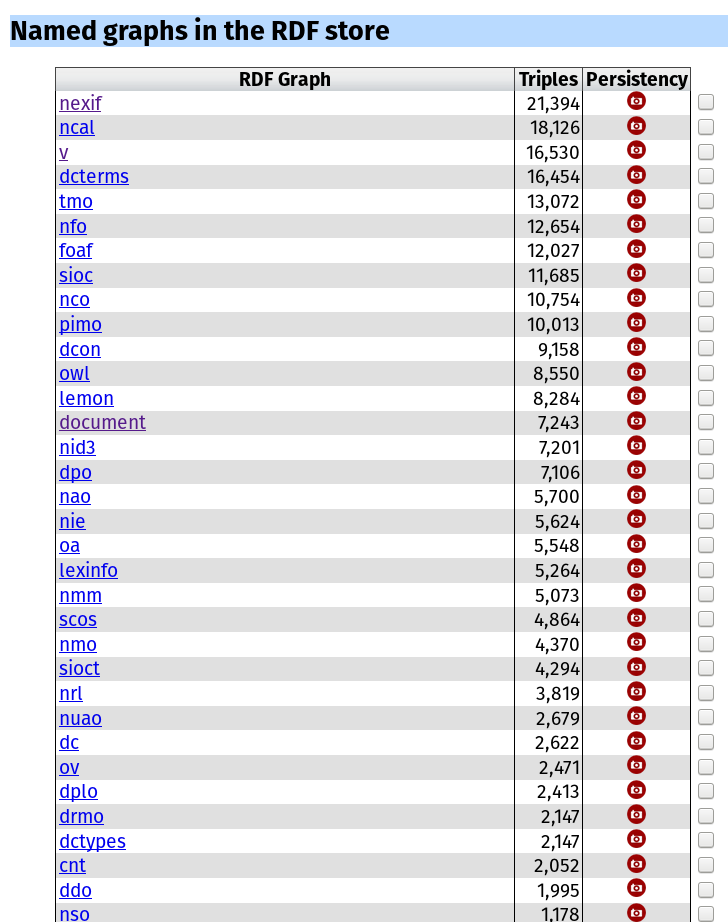 Named graphs in the RDF store
RDF Graph Triples Persistency
nexif 21,394
ncal 18,126
v 16,530
dcterms 16,454
tmo 13,072
nfo 12,654
foaf 12,027
sioc 11,685
nco 10,754
pimo 10,013
dcon 9,158
owl 8,550
lemon 8,284
document 7,243
nid3 7,201
dpo 7,106
nao 5,700
nie 5,624
oa 5,548
lexinfo 5,264
nmm 5,073
scos 4,864
nmo 4,370
sioct 4,294
nrl 3,819
nuao 2,679
dc 2,622
ov 2,471
dplo 2,413
drmo 2,147
dctypes 2,147
cnt 2,052
ddo 1,995
nso 1,178